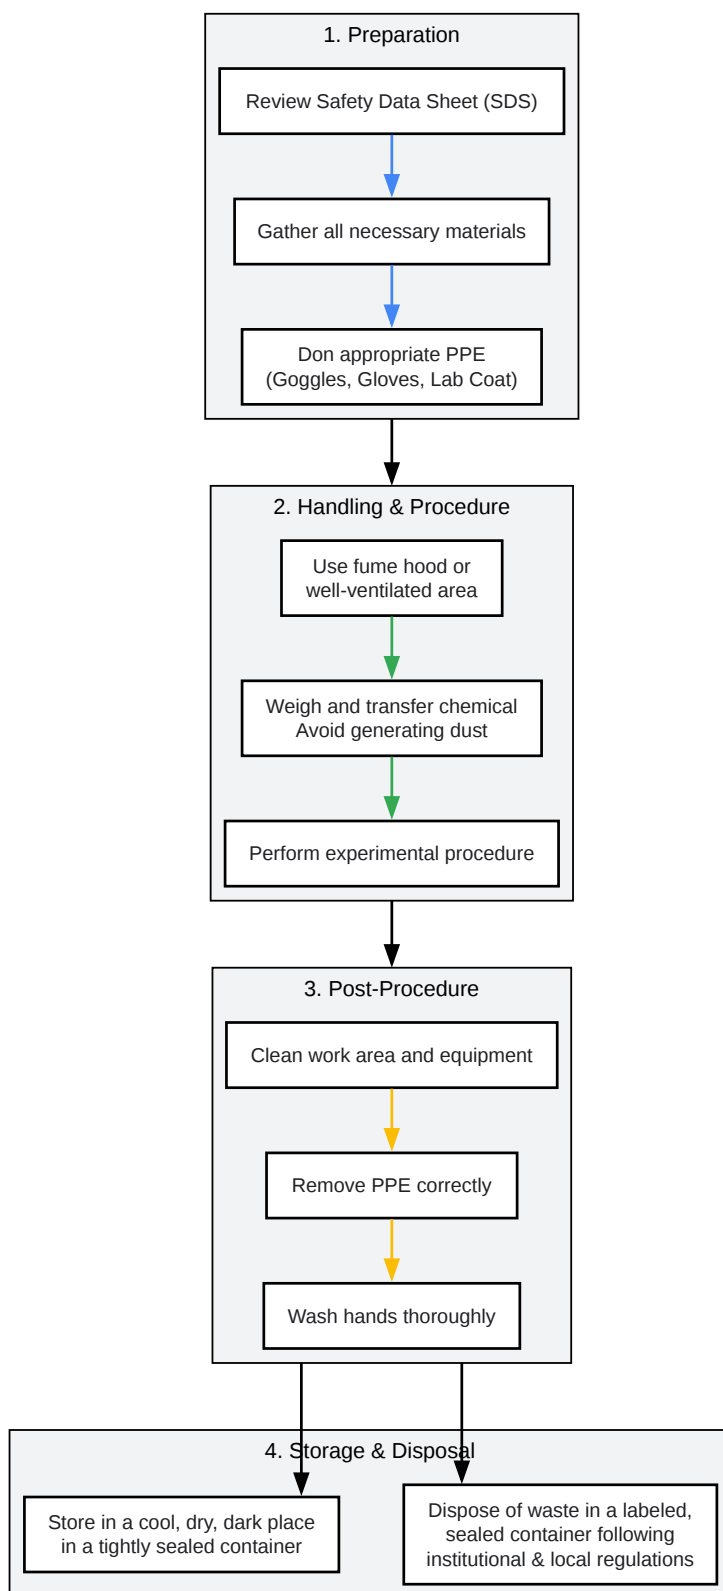 1. Preparation
Review Safety Data Sheet (SDS)
Gather all necessary materials
Don appropriate PPE
(Goggles, Gloves, Lab Coat)
2. Handling & Procedure
Use fume hood or
well-ventilated area
Weigh and transfer chemical
Avoid generating dust
Perform experimental procedure
3. Post-Procedure
Clean work area and equipment
Remove PPE correctly
Wash hands thoroughly
4. Storage & Disposal
Store in a cool, dry, dark place
in a tightly sealed container
Dispose of waste in a labeled,
sealed container following
institutional & local regulations